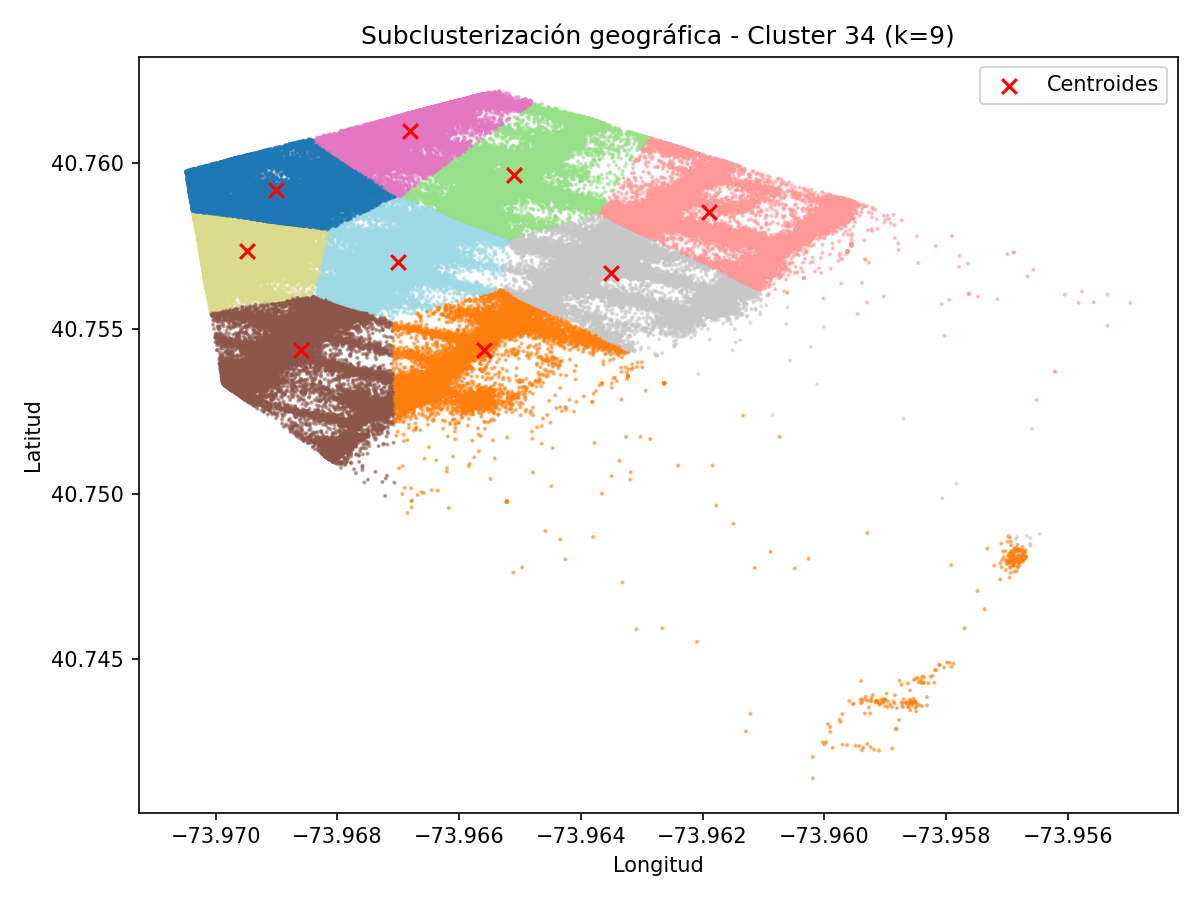 Subclusterización geográfica - Cluster 34 (k=9)
Centroides
40.760
40.755
40.750
40.745
Latitud
−73.970 −73.968 −73.966 −73.964 −73.962 −73.960 −73.958 −73.956
Longitud